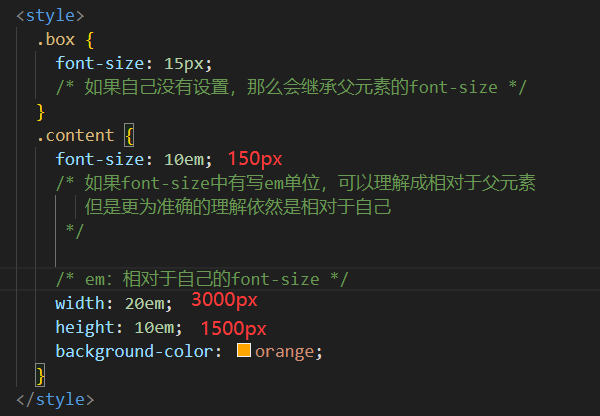 <style>
.box {
font-size: 15px;
/* 如果自己没有设置，那么会继承父元素的font-size */
}
.content {
font-size: 10em; 150px
/* 如果font-size中有写em单位，可以理解成相对于父元素
但是更为准确的理解依然是相对于自己
*/
/* em：相对于自己的font-size */
width: 20em; 3000px
height: 10em; 1500px
background-color: orange;
}
</style>